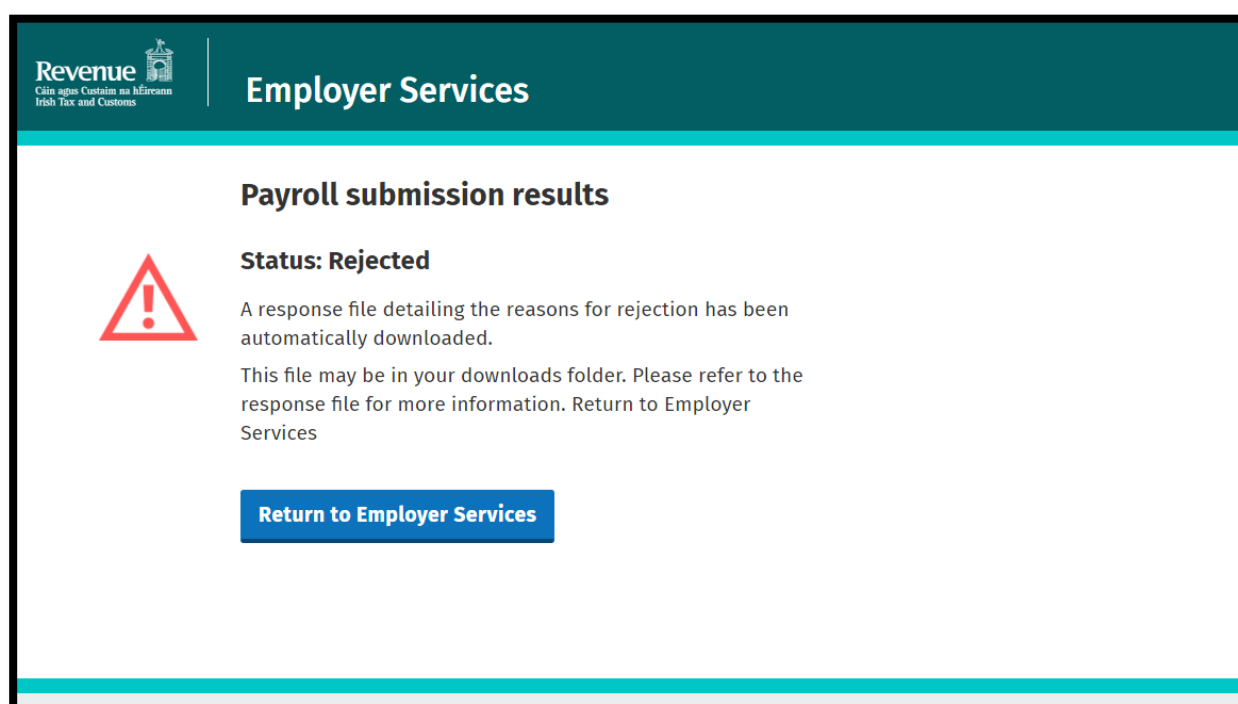 Revenue
Cáin agus Custaim na hÉireann
Irish Tax and Customs
Employer Services
Payroll submission results
Status: Rejected
A response file detailing the reasons for rejection has been
automatically downloaded.
This file may be in your downloads folder. Please refer to the
response file for more information. Return to Employer
Services
Return to Employer Services